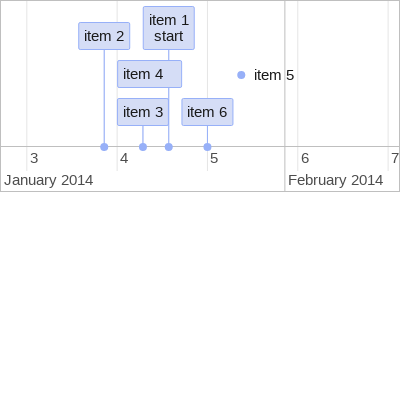 item 1
start
item 2
item 4
item 5
item 3
item 6
3
4
5
6
7
January 2014
February 2014